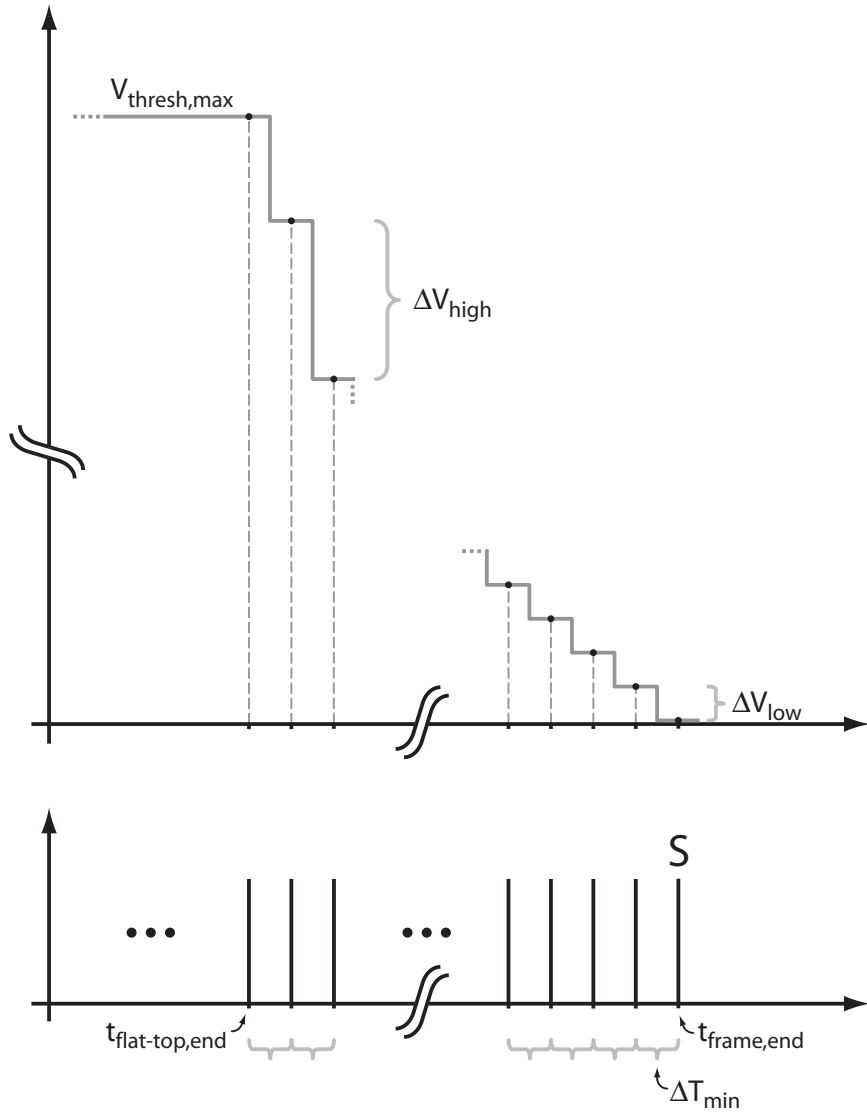 V_thresh,max
ΔV_high
ΔV_low
S
t_flat-top,end
t_frame,end
ΔT_min